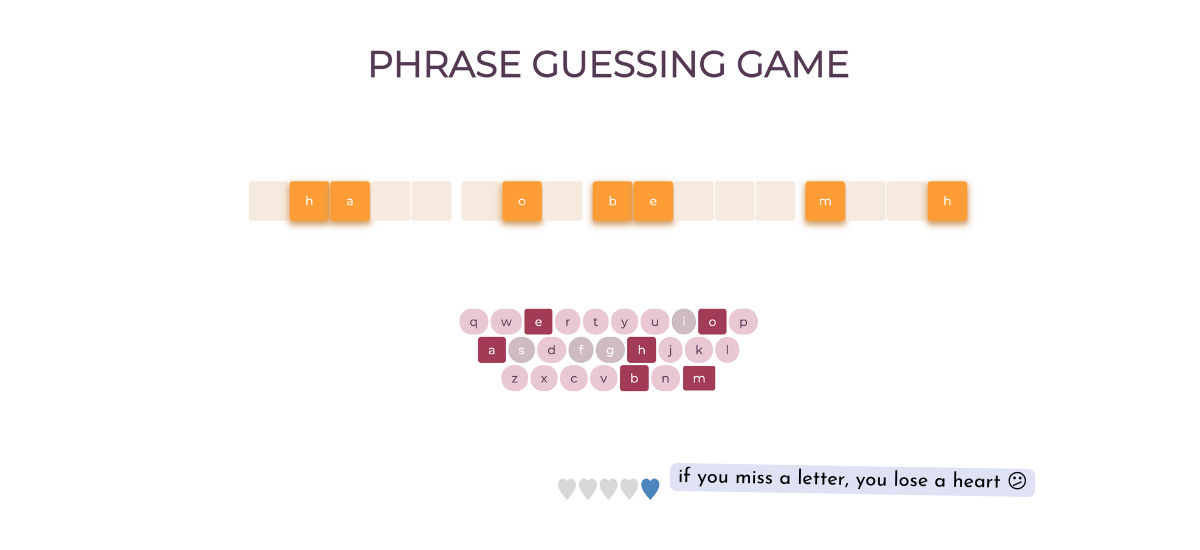 PHRASE GUESSING GAME
h a o b e m h
q w e r t y u i o p
a s d f g h j k l
z x c v b n m
if you miss a letter, you lose a heart 😕